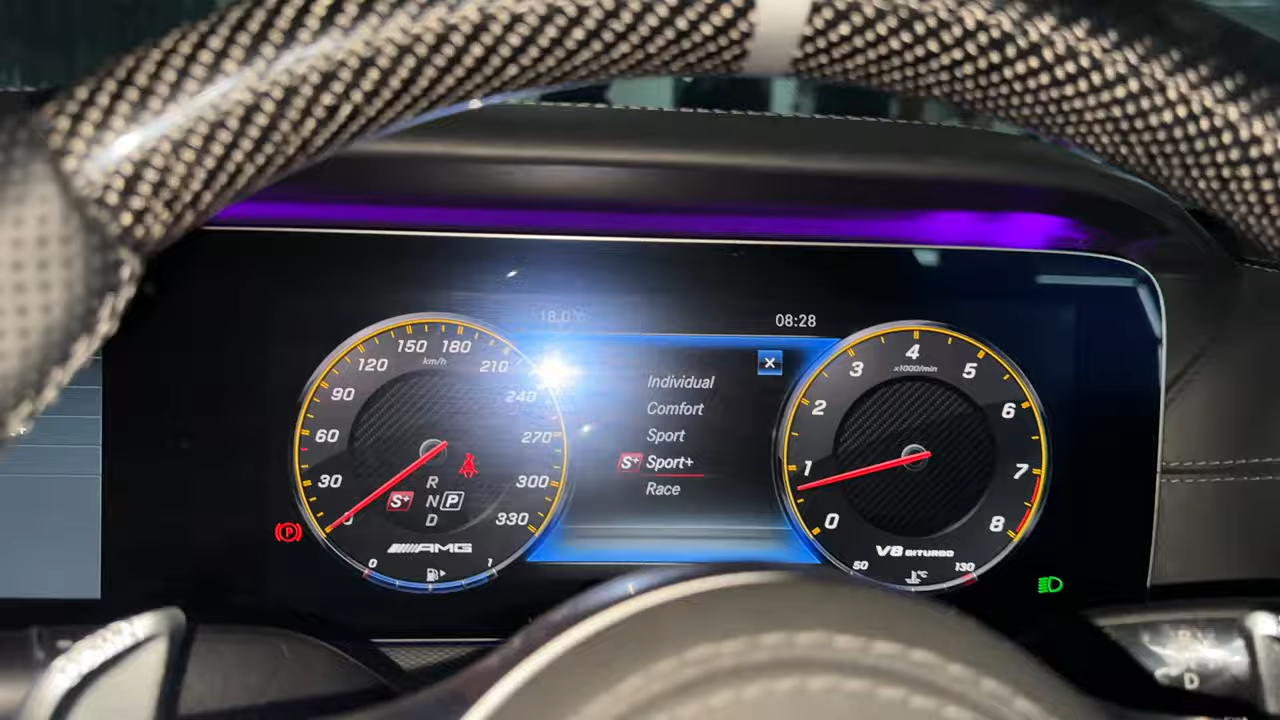 18.0°C
08:28
150 180
km/h
120
210
90
240
60
270
30
300
0
330
R
S+
N P
D
AMG
0
1
P
Individual
Comfort
Sport
S+ Sport+
Race
4
x1000/min
3
5
2
6
1
7
0
8
V8 BITURBO
50
°C
130
D